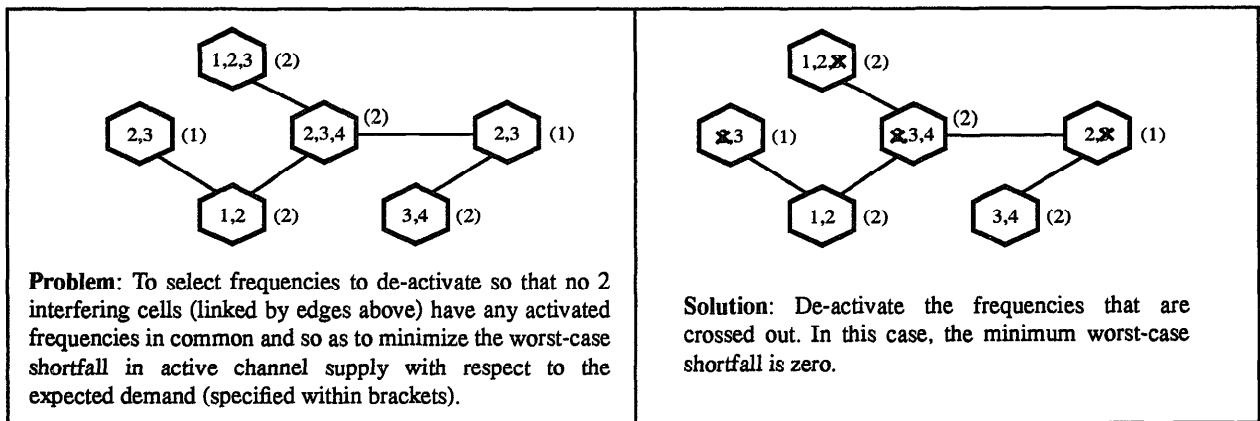 1,2,3 (2)
2,3 (1)
2,3,4 (2)
2,3 (1)
1,2 (2)
3,4 (2)
Problem: To select frequencies to de-activate so that no 2
interfering cells (linked by edges above) have any activated
frequencies in common and so as to minimize the worst-case
shortfall in active channel supply with respect to the
expected demand (specified within brackets).
1,2, (2)
,3 (1)
,3,4 (2)
2, (1)
1,2 (2)
3,4 (2)
Solution: De-activate the frequencies that are
crossed out. In this case, the minimum worst-case
shortfall is zero.